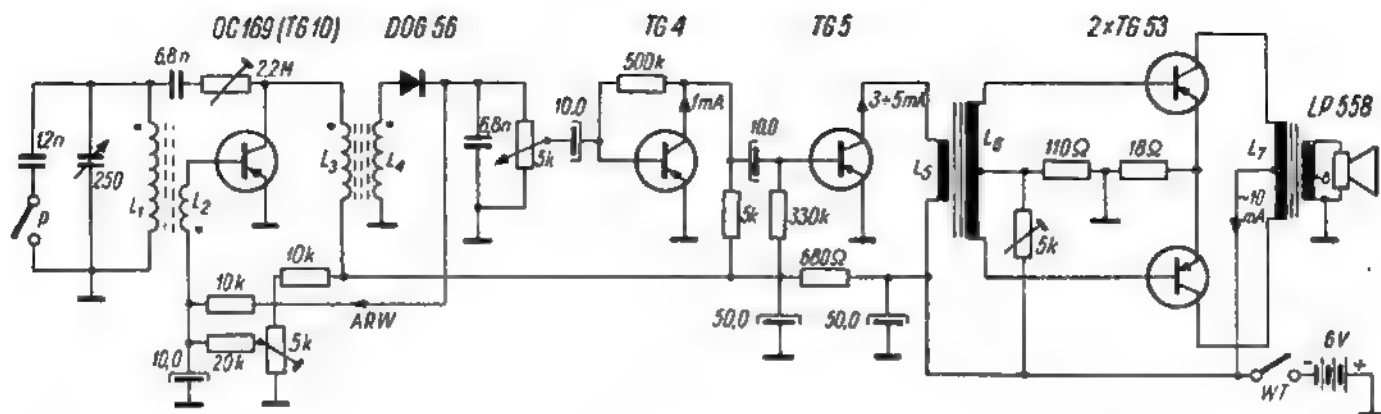 OC169 (TG10) DOG 56 TG 4 TG 5 2×TG 53
6,8n
2,2M
500k
1mA
3÷5mA
LP 558
12n
250
L1
L2
L3
L4
6,8n
5k
10,0
10,0
L5
L6
110Ω
18Ω
L7
P
5k
330k
5k
~10
mA
10k
10k
680Ω
ARW
20k
5k
10,0
50,0
50,0
6V
- +
WT